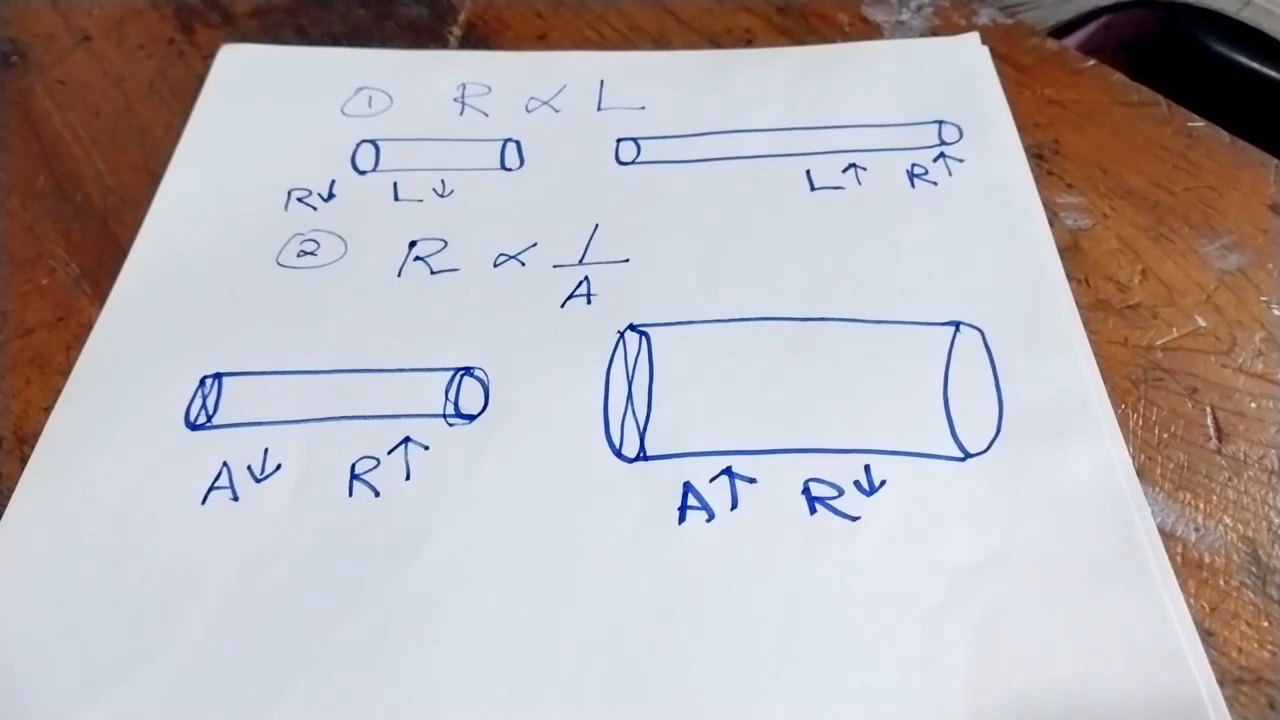 ① R ∝ L
R↓ L↓ L↑ R↑
② R ∝ 1/A
A↓ R↑ A↑ R↓